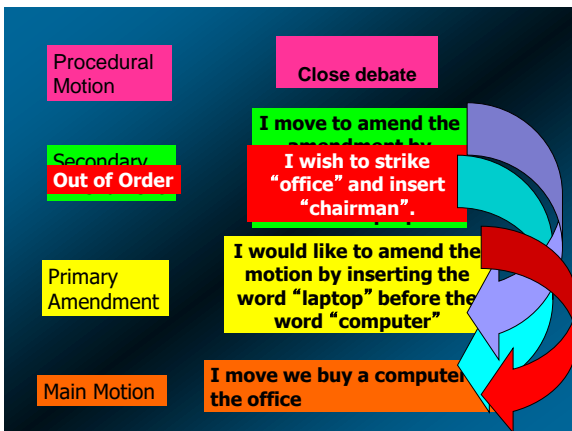 Procedural
Motion
Close debate
I move to amend the
amendment by
Secondary
Out of Order
I wish to strike
“office” and insert
“chairman”.
Primary
Amendment
I would like to amend the
motion by inserting the
word “laptop” before the
word “computer”
Main Motion
I move we buy a computer
the office